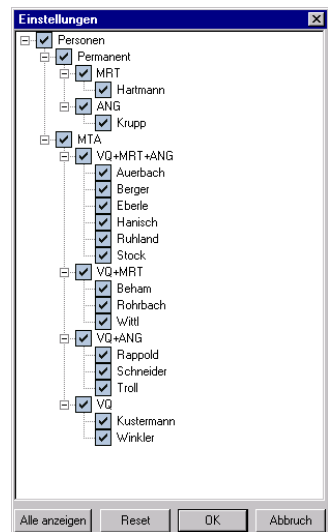 Einstellungen
Personen
Permanent
MRT
Hartmann
ANG
Krupp
MTA
VQ+MRT+ANG
Auerbach
Berger
Eberle
Hanisch
Ruhland
Stock
VQ+MRT
Beham
Rohrbach
Wittl
VQ+ANG
Rappold
Schneider
Troll
VQ
Kustermann
Winkler
Alle anzeigen Reset OK Abbruch